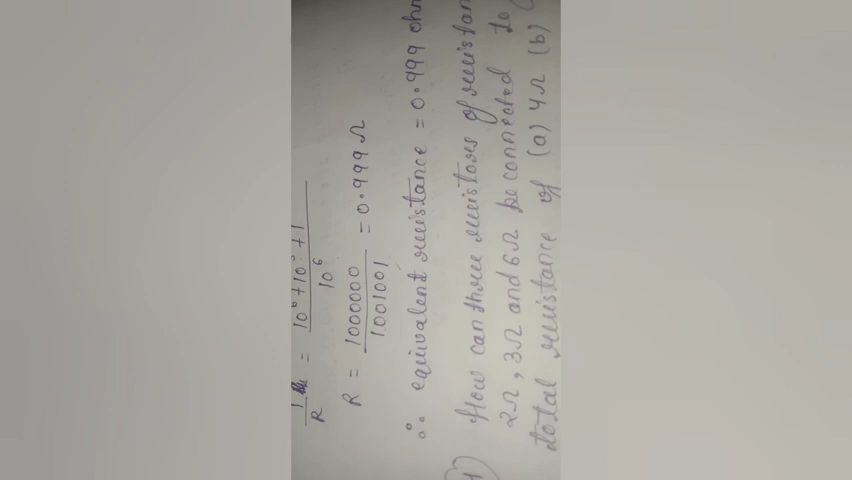 1/R = 10⁶+10³+1 / 10⁶
R = 1000000 / 1001001 = 0.999 Ω
∴ equivalent resistance = 0.999 ohm
How can three resistors of resistan
2Ω, 3Ω and 6Ω be connected to
total resistance of (a) 4Ω (b)